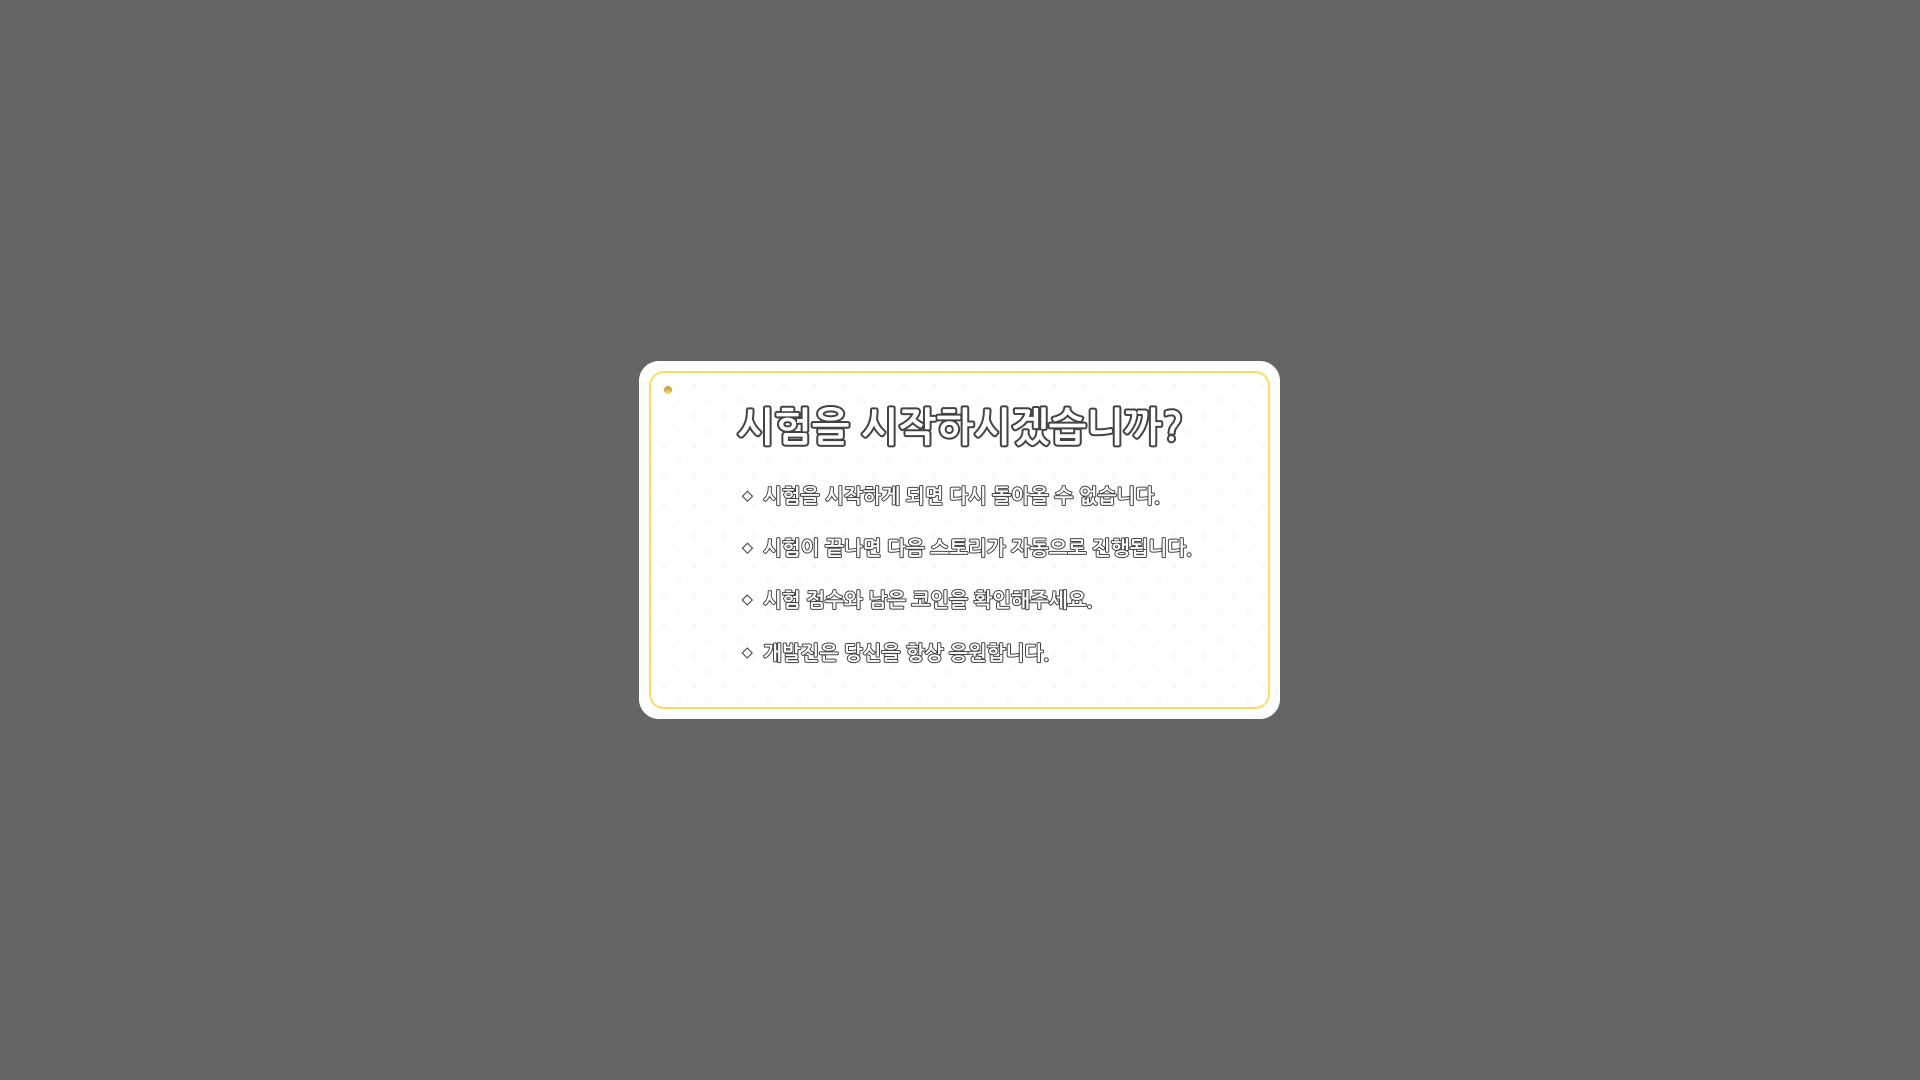 시험을 시작하시겠습니까?
◇ 시험을 시작하게 되면 다시 돌아올 수 없습니다.
◇ 시험이 끝나면 다음 스토리가 자동으로 진행됩니다.
◇ 시험 점수와 남은 코인을 확인해주세요.
◇ 개발진은 당신을 항상 응원합니다.